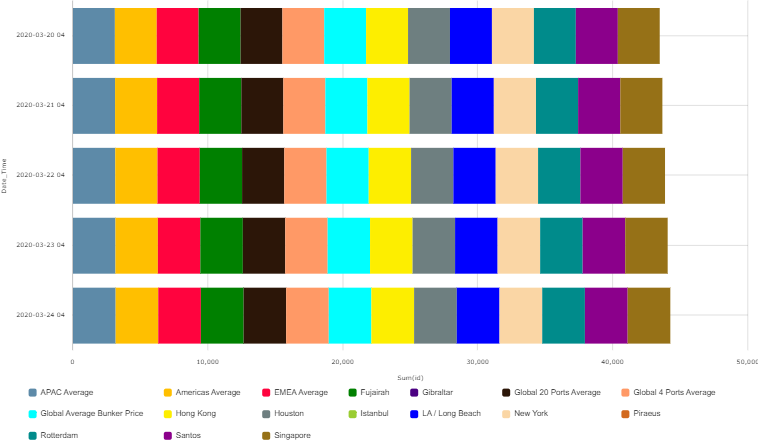 2020-03-20 04
2020-03-21 04
2020-03-22 04
2020-03-23 04
2020-03-24 04
Date_Time
0 10,000 20,000 30,000 40,000 50,000
Sum(id)
APAC Average Americas Average EMEA Average Fujairah Gibraltar Global 20 Ports Average Global 4 Ports Average
Global Average Bunker Price Hong Kong Houston Istanbul LA / Long Beach New York Piraeus
Rotterdam Santos Singapore